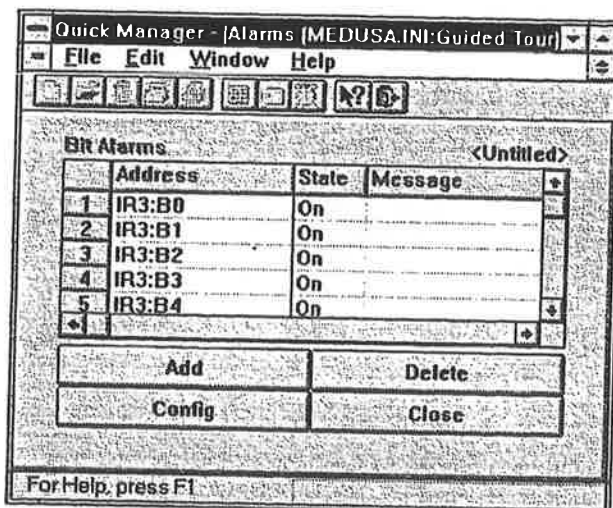 Quick Manager - [Alarms (MEDUSA.INI:Guided Tour)
File Edit Window Help
Bit Alarms <Untitled>
Address State Message
1 IR3:B0 On
2 IR3:B1 On
3 IR3:B2 On
4 IR3:B3 On
5 IR3:B4 On
Add Delete
Config Close
For Help, press F1